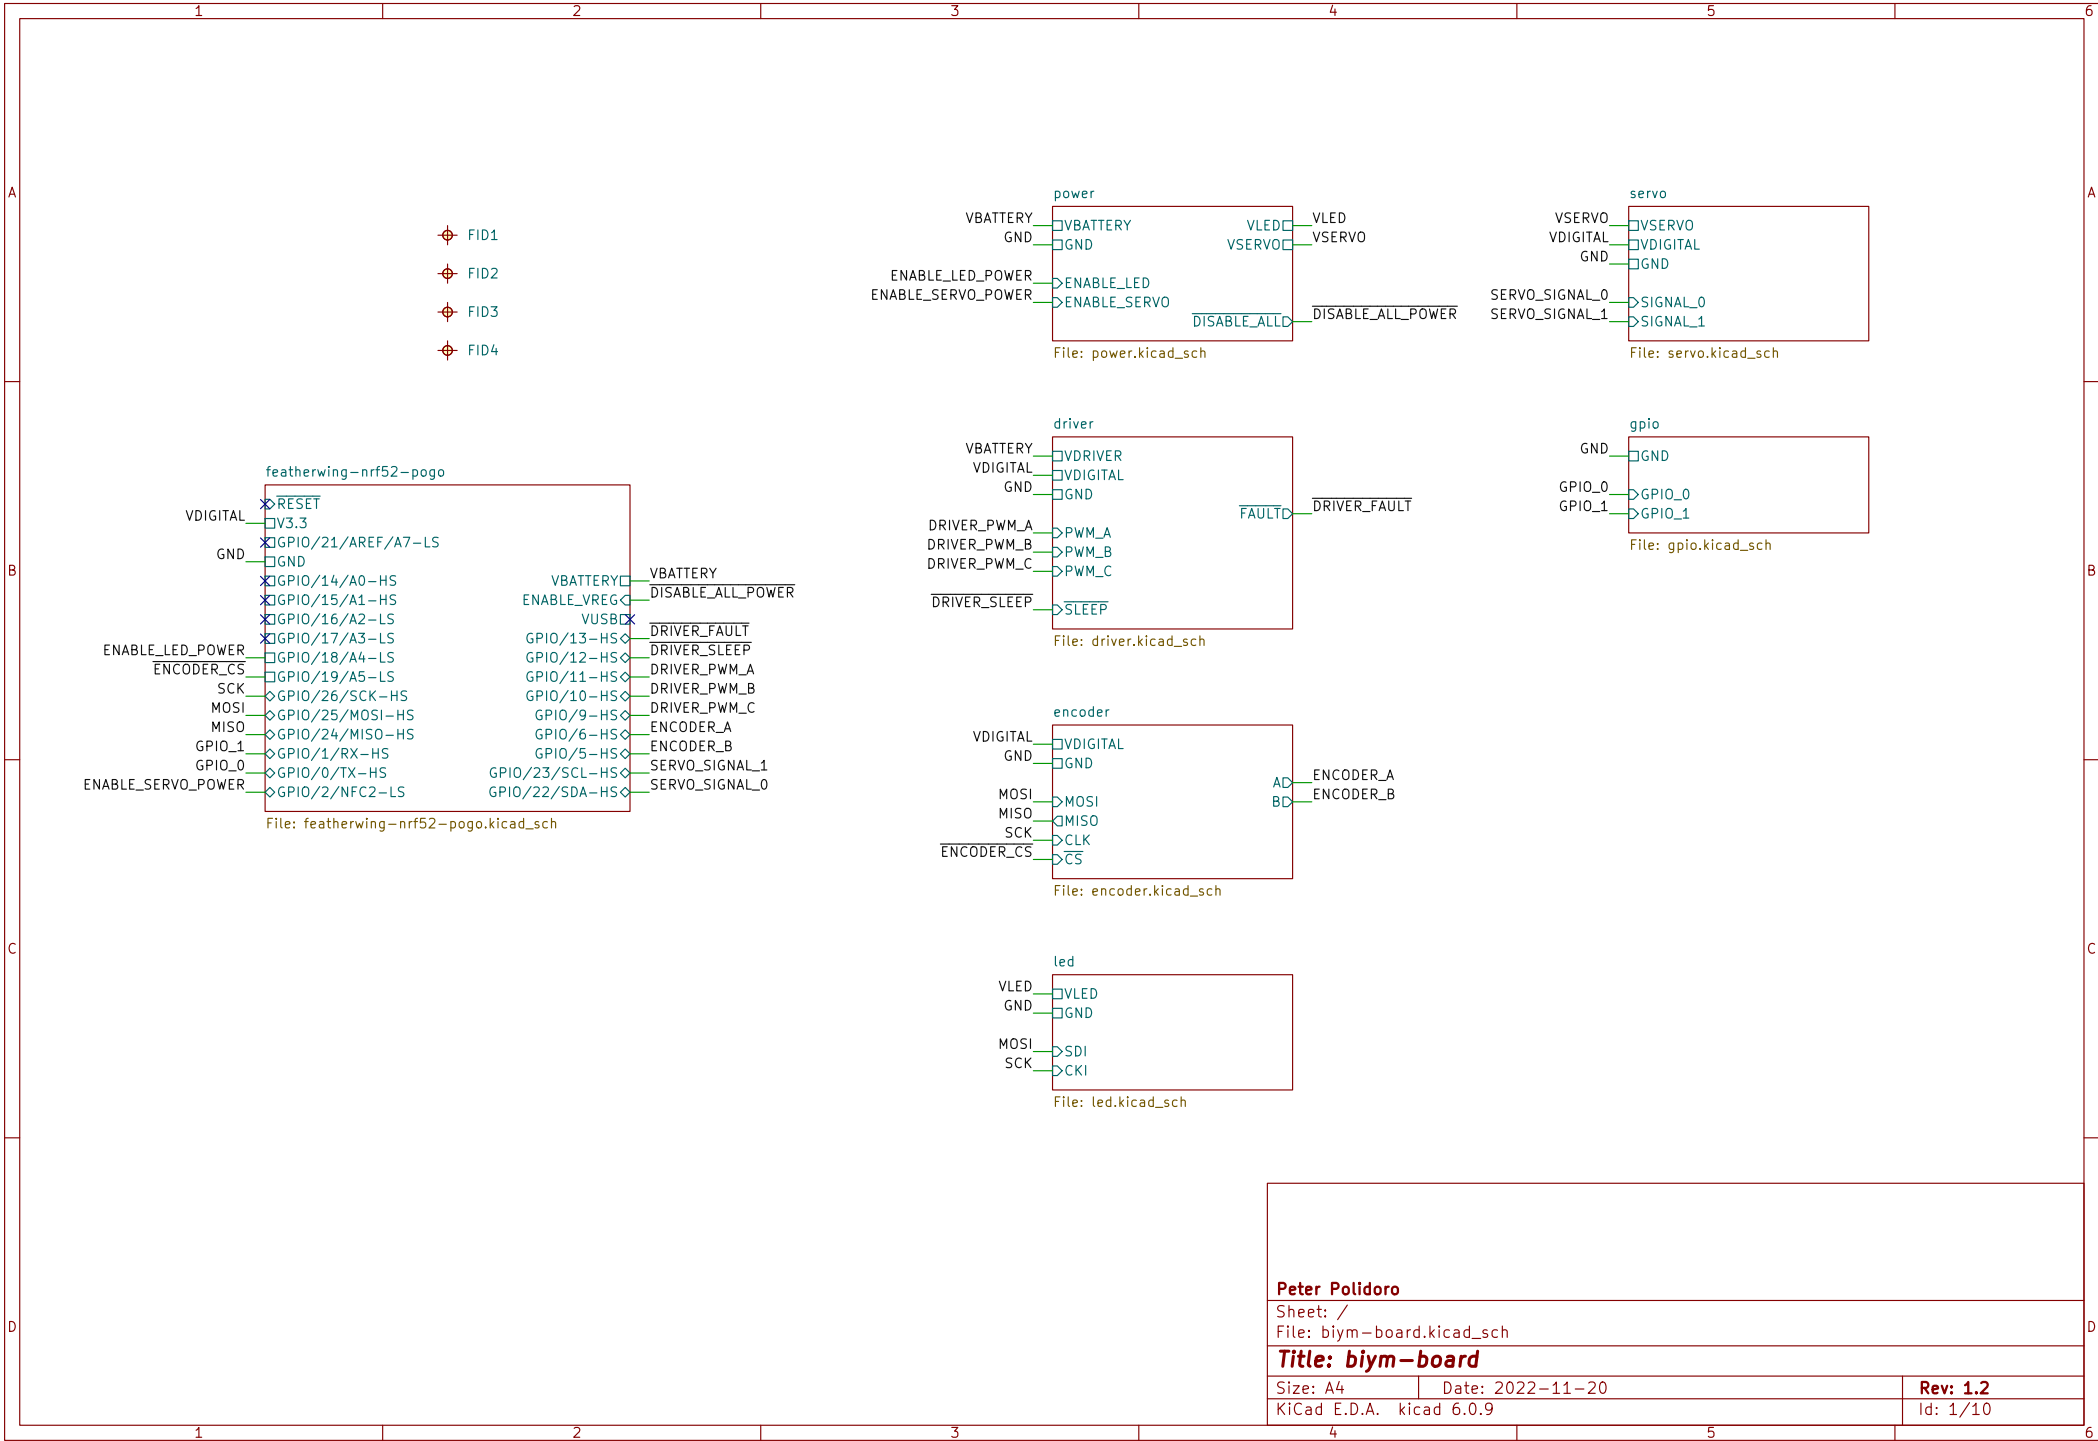 1 2 3 4 5 6
A A
B B
C C
D D
FID1
FID2
FID3
FID4
featherwing-nrf52-pogo
RESET
VDIGITAL V3.3
GPIO/21/AREF/A7-LS
GND GND
GPIO/14/A0-HS
GPIO/15/A1-HS
GPIO/16/A2-LS
GPIO/17/A3-LS
ENABLE_LED_POWER GPIO/18/A4-LS
ENCODER_CS GPIO/19/A5-LS
SCK GPIO/26/SCK-HS
MOSI GPIO/25/MOSI-HS
MISO GPIO/24/MISO-HS
GPIO_1 GPIO/1/RX-HS
GPIO_0 GPIO/0/TX-HS
ENABLE_SERVO_POWER GPIO/2/NFC2-LS
VBATTERY VBATTERY
ENABLE_VREG DISABLE_ALL_POWER
VUSB
GPIO/13-HS DRIVER_FAULT
GPIO/12-HS DRIVER_SLEEP
GPIO/11-HS DRIVER_PWM_A
GPIO/10-HS DRIVER_PWM_B
GPIO/9-HS DRIVER_PWM_C
GPIO/6-HS ENCODER_A
GPIO/5-HS ENCODER_B
GPIO/23/SCL-HS SERVO_SIGNAL_1
GPIO/22/SDA-HS SERVO_SIGNAL_0
File: featherwing-nrf52-pogo.kicad_sch
power
VBATTERY VBATTERY VLED VLED
GND GND VSERVO VSERVO
ENABLE_LED_POWER ENABLE_LED
ENABLE_SERVO_POWER ENABLE_SERVO
DISABLE_ALL DISABLE_ALL_POWER
File: power.kicad_sch
driver
VBATTERY VDRIVER
VDIGITAL VDIGITAL
GND GND
FAULT DRIVER_FAULT
DRIVER_PWM_A PWM_A
DRIVER_PWM_B PWM_B
DRIVER_PWM_C PWM_C
DRIVER_SLEEP SLEEP
File: driver.kicad_sch
encoder
VDIGITAL VDIGITAL
GND GND
A ENCODER_A
MOSI MOSI B ENCODER_B
MISO MISO
SCK CLK
ENCODER_CS CS
File: encoder.kicad_sch
led
VLED VLED
GND GND
MOSI SDI
SCK CKI
File: led.kicad_sch
servo
VSERVO VSERVO
VDIGITAL VDIGITAL
GND GND
SERVO_SIGNAL_0 SIGNAL_0
SERVO_SIGNAL_1 SIGNAL_1
File: servo.kicad_sch
gpio
GND GND
GPIO_0 GPIO_0
GPIO_1 GPIO_1
File: gpio.kicad_sch
Peter Polidoro
Sheet: /
File: biym-board.kicad_sch
Title: biym-board
Size: A4 Date: 2022-11-20 Rev: 1.2
KiCad E.D.A. kicad 6.0.9 Id: 1/10
1 2 3 4 5 6